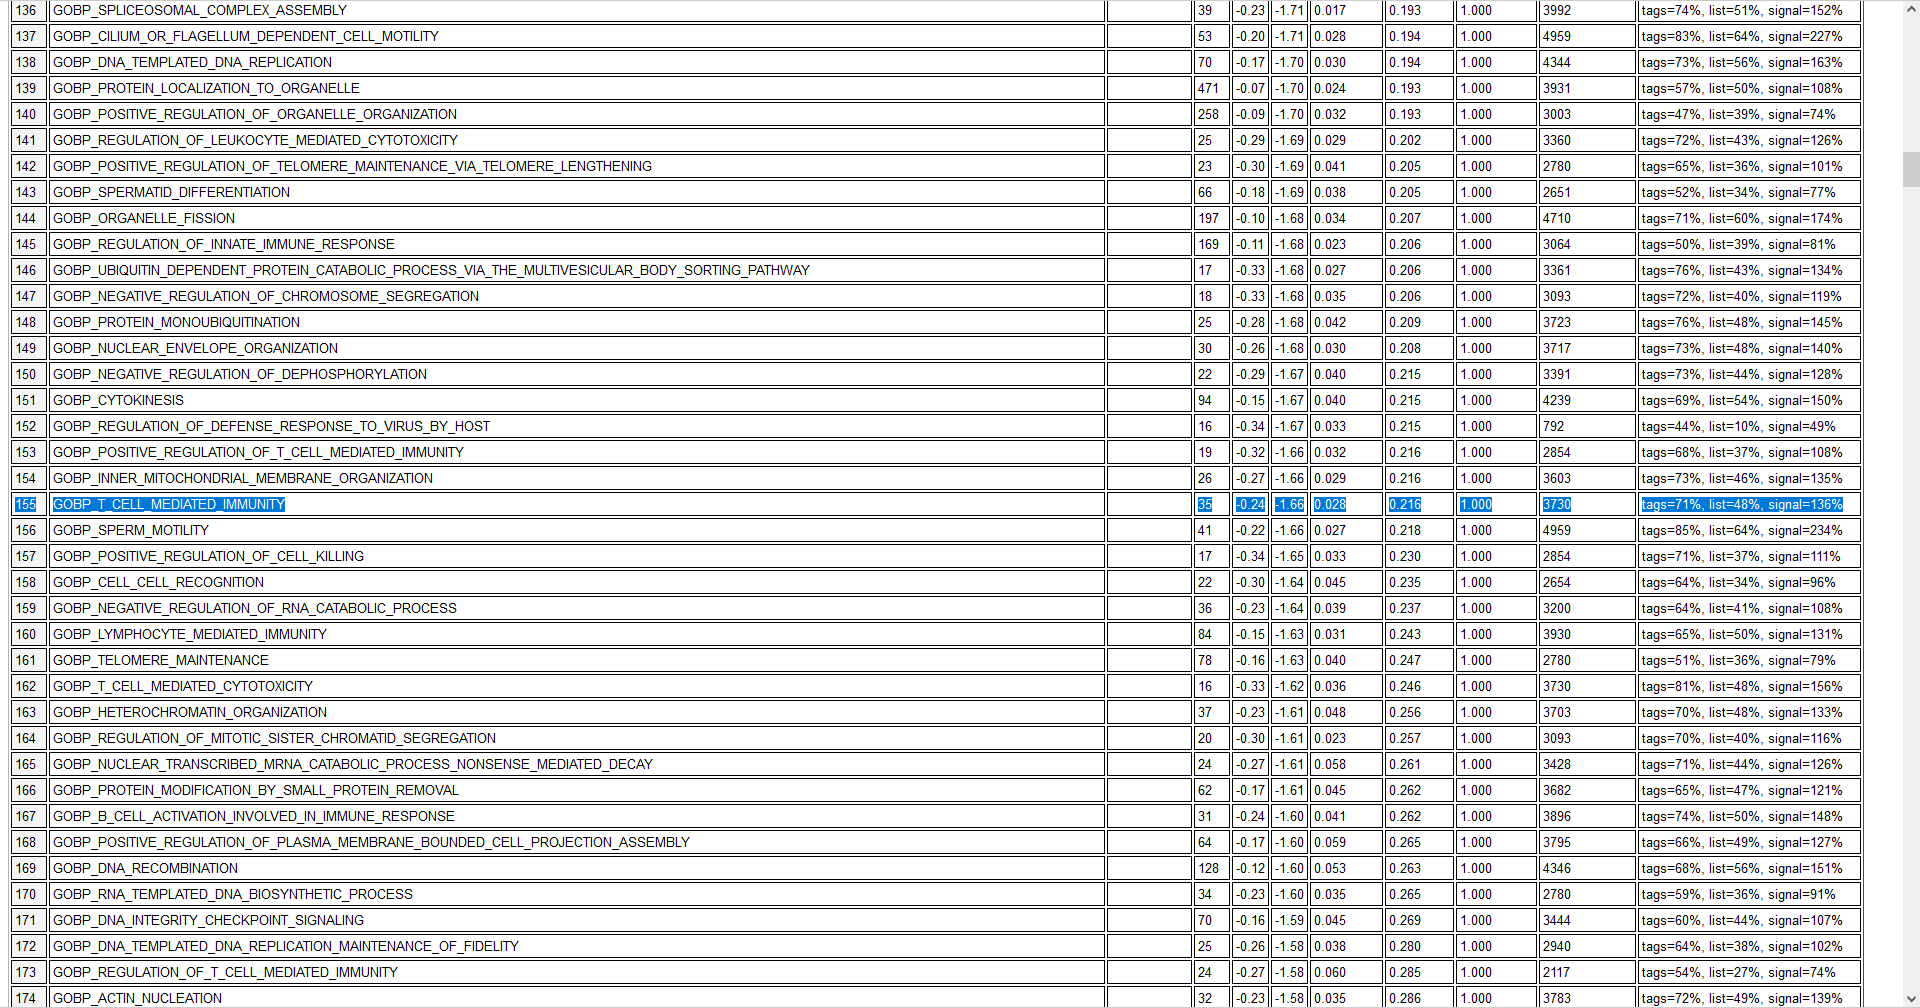 136 GOBP_SPLICEOSOMAL_COMPLEX_ASSEMBLY 39 -0.23 -1.71 0.017 0.193 1.000 3992 tags=74%, list=51%, signal=152%
137 GOBP_CILIUM_OR_FLAGELLUM_DEPENDENT_CELL_MOTILITY 53 -0.20 -1.71 0.028 0.194 1.000 4959 tags=83%, list=64%, signal=227%
138 GOBP_DNA_TEMPLATED_DNA_REPLICATION 70 -0.17 -1.70 0.030 0.194 1.000 4344 tags=73%, list=56%, signal=163%
139 GOBP_PROTEIN_LOCALIZATION_TO_ORGANELLE 471 -0.07 -1.70 0.024 0.193 1.000 3931 tags=57%, list=50%, signal=108%
140 GOBP_POSITIVE_REGULATION_OF_ORGANELLE_ORGANIZATION 258 -0.09 -1.70 0.032 0.193 1.000 3003 tags=47%, list=39%, signal=74%
141 GOBP_REGULATION_OF_LEUKOCYTE_MEDIATED_CYTOTOXICITY 25 -0.29 -1.69 0.029 0.202 1.000 3360 tags=72%, list=43%, signal=126%
142 GOBP_POSITIVE_REGULATION_OF_TELOMERE_MAINTENANCE_VIA_TELOMERE_LENGTHENING 23 -0.30 -1.69 0.041 0.205 1.000 2780 tags=65%, list=36%, signal=101%
143 GOBP_SPERMATID_DIFFERENTIATION 66 -0.18 -1.69 0.038 0.205 1.000 2651 tags=52%, list=34%, signal=77%
144 GOBP_ORGANELLE_FISSION 197 -0.10 -1.68 0.034 0.207 1.000 4710 tags=71%, list=60%, signal=174%
145 GOBP_REGULATION_OF_INNATE_IMMUNE_RESPONSE 169 -0.11 -1.68 0.023 0.206 1.000 3064 tags=50%, list=39%, signal=81%
146 GOBP_UBIQUITIN_DEPENDENT_PROTEIN_CATABOLIC_PROCESS_VIA_THE_MULTIVESICULAR_BODY_SORTING_PATHWAY 17 -0.33 -1.68 0.027 0.206 1.000 3361 tags=76%, list=43%, signal=134%
147 GOBP_NEGATIVE_REGULATION_OF_CHROMOSOME_SEGREGATION 18 -0.33 -1.68 0.035 0.206 1.000 3093 tags=72%, list=40%, signal=119%
148 GOBP_PROTEIN_MONOUBIQUITINATION 25 -0.28 -1.68 0.042 0.209 1.000 3723 tags=76%, list=48%, signal=145%
149 GOBP_NUCLEAR_ENVELOPE_ORGANIZATION 30 -0.26 -1.68 0.030 0.208 1.000 3717 tags=73%, list=48%, signal=140%
150 GOBP_NEGATIVE_REGULATION_OF_DEPHOSPHORYLATION 22 -0.29 -1.67 0.040 0.215 1.000 3391 tags=73%, list=44%, signal=128%
151 GOBP_CYTOKINESIS 94 -0.15 -1.67 0.040 0.215 1.000 4239 tags=69%, list=54%, signal=150%
152 GOBP_REGULATION_OF_DEFENSE_RESPONSE_TO_VIRUS_BY_HOST 16 -0.34 -1.67 0.033 0.215 1.000 792 tags=44%, list=10%, signal=49%
153 GOBP_POSITIVE_REGULATION_OF_T_CELL_MEDIATED_IMMUNITY 19 -0.32 -1.66 0.032 0.216 1.000 2854 tags=68%, list=37%, signal=108%
154 GOBP_INNER_MITOCHONDRIAL_MEMBRANE_ORGANIZATION 26 -0.27 -1.66 0.029 0.216 1.000 3603 tags=73%, list=46%, signal=135%
155 GOBP_T_CELL_MEDIATED_IMMUNITY 35 -0.24 -1.66 0.028 0.216 1.000 3730 tags=71%, list=48%, signal=136%
156 GOBP_SPERM_MOTILITY 41 -0.22 -1.66 0.027 0.218 1.000 4959 tags=85%, list=64%, signal=234%
157 GOBP_POSITIVE_REGULATION_OF_CELL_KILLING 17 -0.34 -1.65 0.033 0.230 1.000 2854 tags=71%, list=37%, signal=111%
158 GOBP_CELL_CELL_RECOGNITION 22 -0.30 -1.64 0.045 0.235 1.000 2654 tags=64%, list=34%, signal=96%
159 GOBP_NEGATIVE_REGULATION_OF_RNA_CATABOLIC_PROCESS 36 -0.23 -1.64 0.039 0.237 1.000 3200 tags=64%, list=41%, signal=108%
160 GOBP_LYMPHOCYTE_MEDIATED_IMMUNITY 84 -0.15 -1.63 0.031 0.243 1.000 3930 tags=65%, list=50%, signal=131%
161 GOBP_TELOMERE_MAINTENANCE 78 -0.16 -1.63 0.040 0.247 1.000 2780 tags=51%, list=36%, signal=79%
162 GOBP_T_CELL_MEDIATED_CYTOTOXICITY 16 -0.33 -1.62 0.036 0.246 1.000 3730 tags=81%, list=48%, signal=156%
163 GOBP_HETEROCHROMATIN_ORGANIZATION 37 -0.23 -1.61 0.048 0.256 1.000 3703 tags=70%, list=48%, signal=133%
164 GOBP_REGULATION_OF_MITOTIC_SISTER_CHROMATID_SEGREGATION 20 -0.30 -1.61 0.023 0.257 1.000 3093 tags=70%, list=40%, signal=116%
165 GOBP_NUCLEAR_TRANSCRIBED_MRNA_CATABOLIC_PROCESS_NONSENSE_MEDIATED_DECAY 24 -0.27 -1.61 0.058 0.261 1.000 3428 tags=71%, list=44%, signal=126%
166 GOBP_PROTEIN_MODIFICATION_BY_SMALL_PROTEIN_REMOVAL 62 -0.17 -1.61 0.045 0.262 1.000 3682 tags=65%, list=47%, signal=121%
167 GOBP_B_CELL_ACTIVATION_INVOLVED_IN_IMMUNE_RESPONSE 31 -0.24 -1.60 0.041 0.262 1.000 3896 tags=74%, list=50%, signal=148%
168 GOBP_POSITIVE_REGULATION_OF_PLASMA_MEMBRANE_BOUNDED_CELL_PROJECTION_ASSEMBLY 64 -0.17 -1.60 0.059 0.265 1.000 3795 tags=66%, list=49%, signal=127%
169 GOBP_DNA_RECOMBINATION 128 -0.12 -1.60 0.053 0.263 1.000 4346 tags=68%, list=56%, signal=151%
170 GOBP_RNA_TEMPLATED_DNA_BIOSYNTHETIC_PROCESS 34 -0.23 -1.60 0.035 0.265 1.000 2780 tags=59%, list=36%, signal=91%
171 GOBP_DNA_INTEGRITY_CHECKPOINT_SIGNALING 70 -0.16 -1.59 0.045 0.269 1.000 3444 tags=60%, list=44%, signal=107%
172 GOBP_DNA_TEMPLATED_DNA_REPLICATION_MAINTENANCE_OF_FIDELITY 25 -0.26 -1.58 0.038 0.280 1.000 2940 tags=64%, list=38%, signal=102%
173 GOBP_REGULATION_OF_T_CELL_MEDIATED_IMMUNITY 24 -0.27 -1.58 0.060 0.285 1.000 2117 tags=54%, list=27%, signal=74%
174 GOBP_ACTIN_NUCLEATION 32 -0.23 -1.58 0.035 0.286 1.000 3783 tags=72%, list=49%, signal=139%